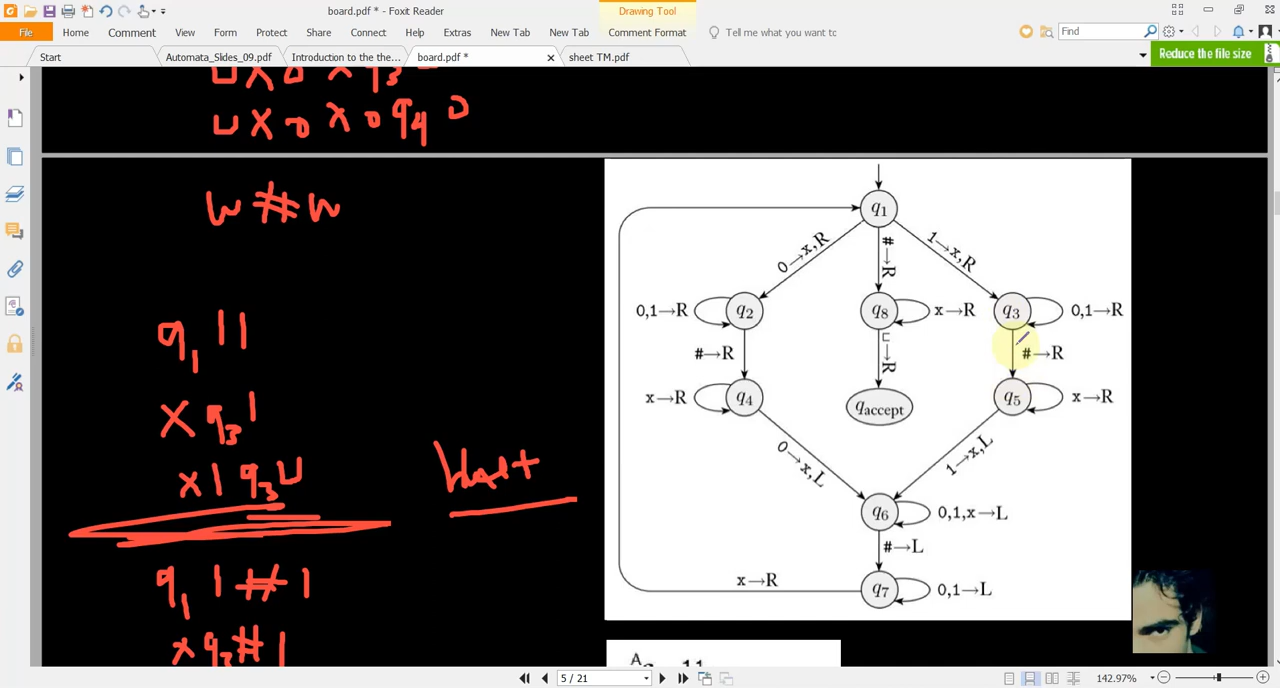 board.pdf * - Foxit Reader
Drawing Tool
File Home Comment View Form Protect Share Connect Help Extras New Tab New Tab New Tab Comment Format Tell me what you want tc Find
Reduce the file size
Start Automata_Slides_09.pdf Introduction to the the... board.pdf * sheet TM.pdf
⊔ x 0 x q3
⊔ x 0 x 0 q4 0
w # w
q1 11
x q3 1
x 1 q3 ⊔
Halt
q1 1 # 1
x q3 # 1
q1
0→x,R
#→R
1→x,R
0,1→R
q2
q8
x→R
q3
0,1→R
#→R
⊔→R
#→R
x→R
q4
qaccept
q5
x→R
0→x,L
1→x,L
q6
0,1,x→L
#→L
x→R
q7
0,1→L
5 / 21
142.97%